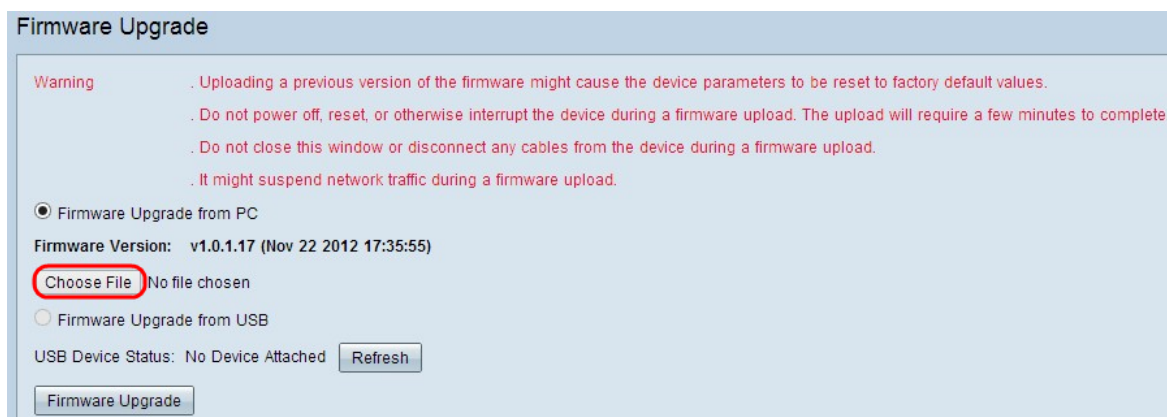 Firmware Upgrade
Warning . Uploading a previous version of the firmware might cause the device parameters to be reset to factory default values.
. Do not power off, reset, or otherwise interrupt the device during a firmware upload. The upload will require a few minutes to complete
. Do not close this window or disconnect any cables from the device during a firmware upload.
. It might suspend network traffic during a firmware upload.
Firmware Upgrade from PC
Firmware Version: v1.0.1.17 (Nov 22 2012 17:35:55)
Choose File No file chosen
Firmware Upgrade from USB
USB Device Status: No Device Attached Refresh
Firmware Upgrade